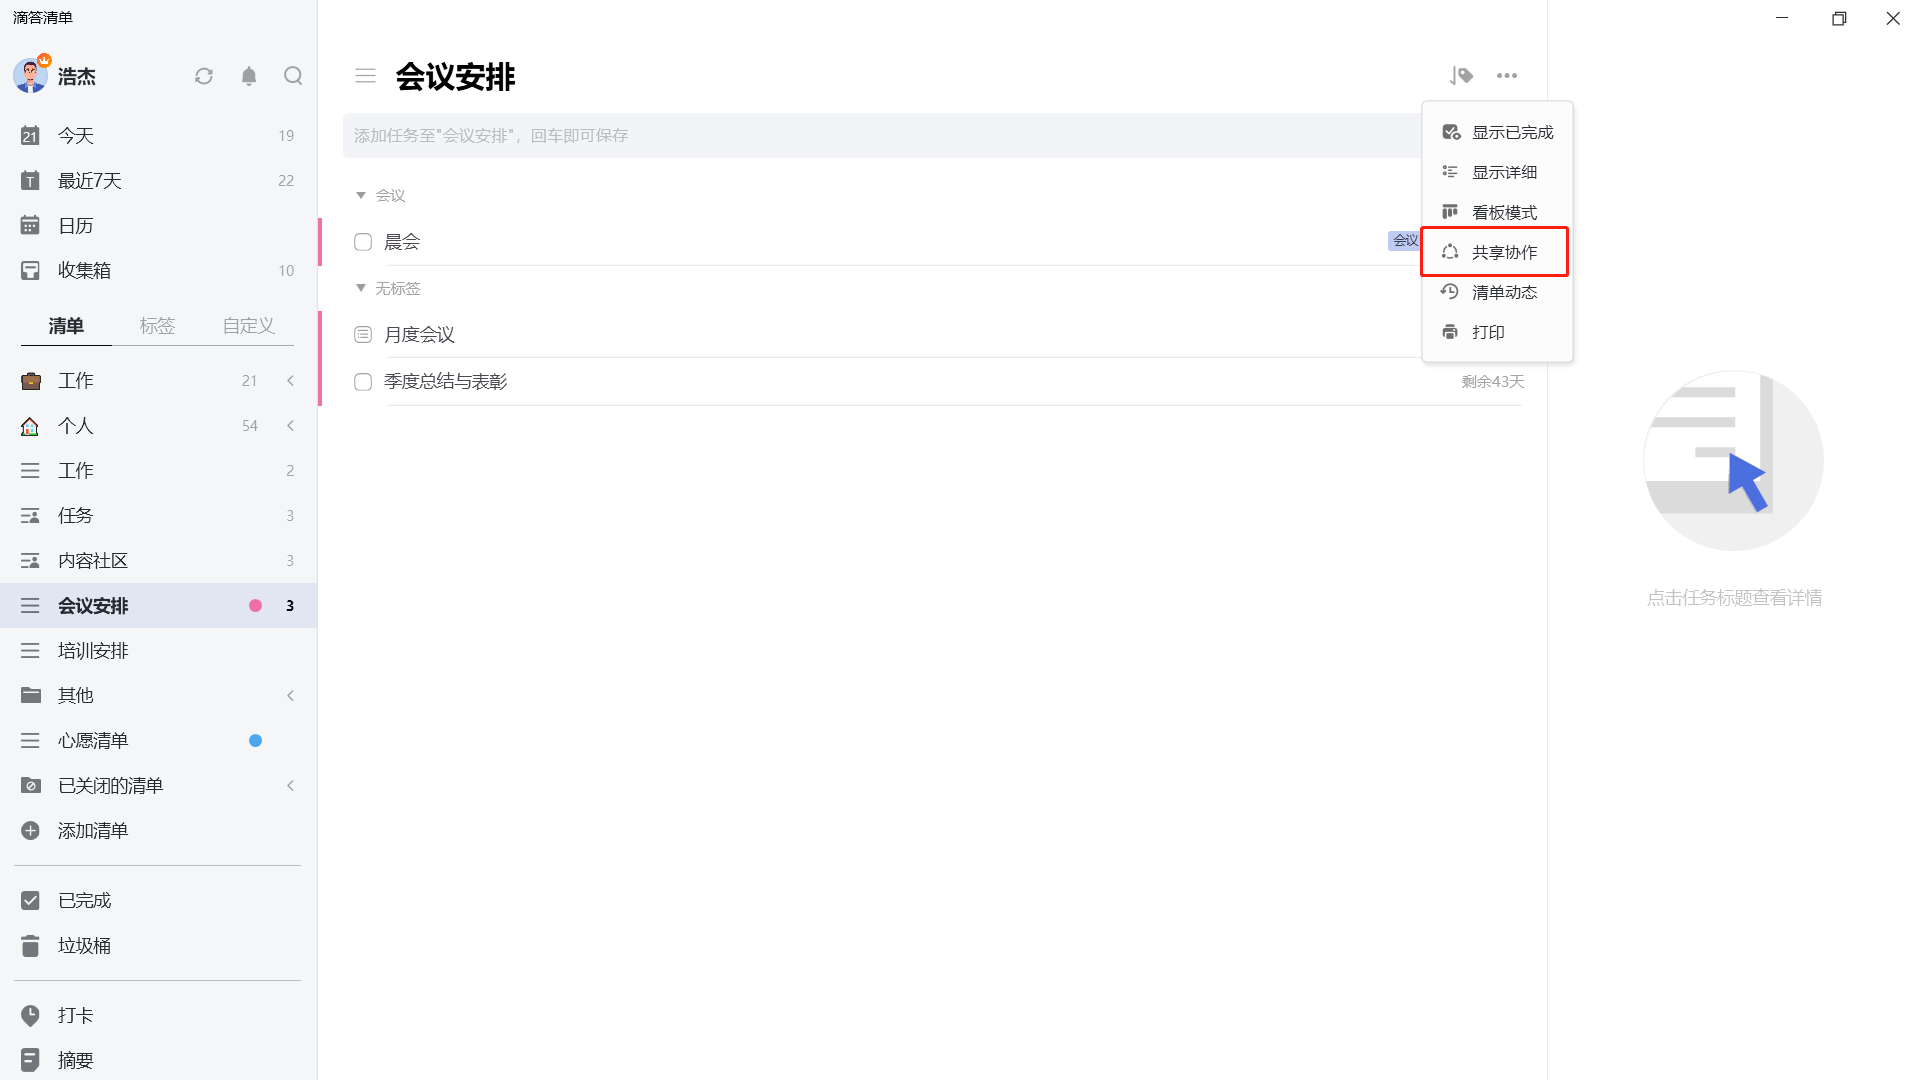 滴答清单
浩杰
21 今天 19
T 最近7天 22
日历
收集箱 10
清单 标签 自定义
工作 21
个人 54
工作 2
任务 3
内容社区 3
会议安排 3
培训安排
其他
心愿清单
已关闭的清单
添加清单
已完成
垃圾桶
打卡
摘要
会议安排
添加任务至"会议安排"，回车即可保存
会议
晨会 会议
无标签
月度会议
季度总结与表彰 剩余43天
显示已完成
显示详细
看板模式
共享协作
清单动态
打印
点击任务标题查看详情